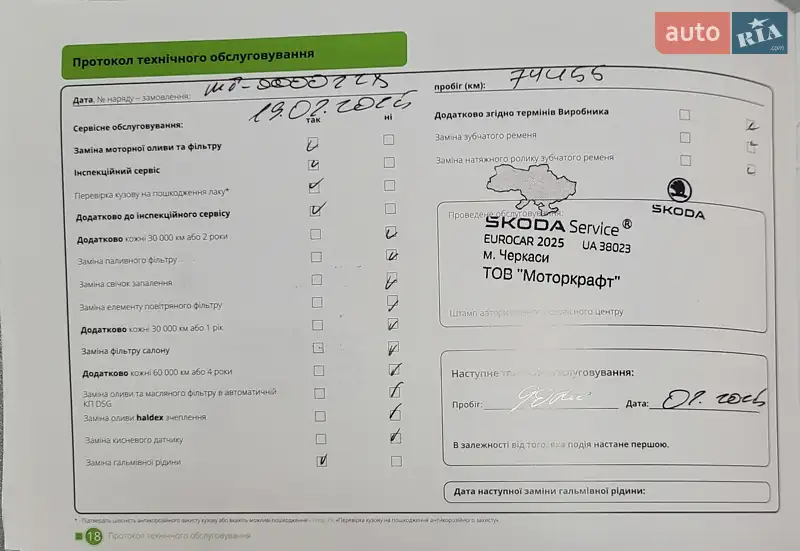 auto RIA .com
Протокол технічного обслуговування
Дата, № наряду – замовлення:
пробіг (км): 74455
19.02.2025
Сервісне обслуговування:
так
ні
Заміна моторної оливи та фільтру
Інспекційний сервіс
Перевірка кузову на пошкодження лаку*
Додатково до інспекційного сервісу
Додатково кожні 30 000 км або 2 роки
Заміна паливного фільтру
Заміна свічок запалення
Заміна елементу повітряного фільтру
Додатково кожні 30 000 км або 1 рік
Заміна фільтру салону
Додатково кожні 60 000 км або 4 роки
Заміна оливи та масляного фільтру в автоматичній
КП DSG
Заміна оливи haldex зчеплення
Заміна кисневого датчику
Заміна гальмівної рідини
Додатково згідно термінів Виробника
Заміна зубчатого ременя
Заміна натяжного ролику зубчатого ременя
ŠKODA
Проведене обслуговування:
ŠKODA Service®
EUROCAR 2025 UA 38023
м. Черкаси
ТОВ "Моторкрафт"
Штамп авторизованого сервісного центру
Наступне технічне обслуговування:
Пробіг:
Дата:
В залежності від того, яка подія настане першою.
Дата наступної заміни гальмівної рідини:
18 Протокол технічного обслуговування